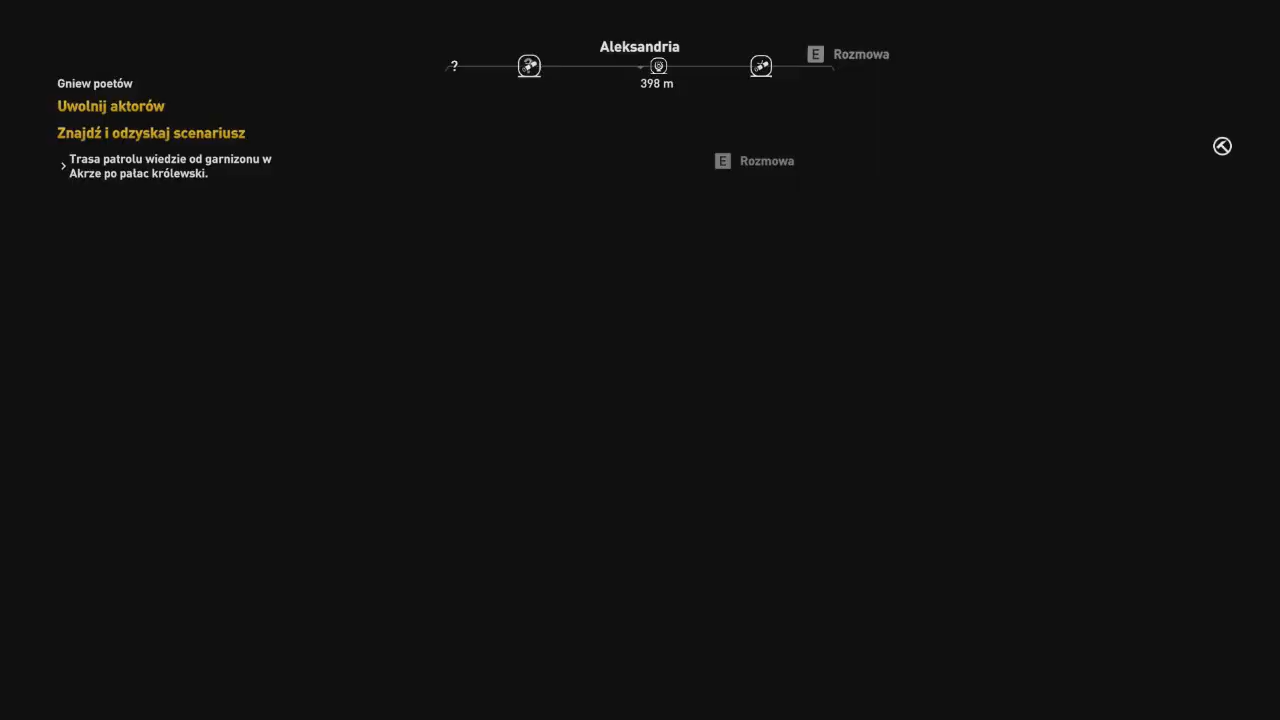 Aleksandria
E Rozmowa
?
398 m
Gniew poetów
Uwolnij aktorów
Znajdź i odzyskaj scenariusz
Trasa patrolu wiedzie od garnizonu w
Akrze po pałac królewski.
E Rozmowa